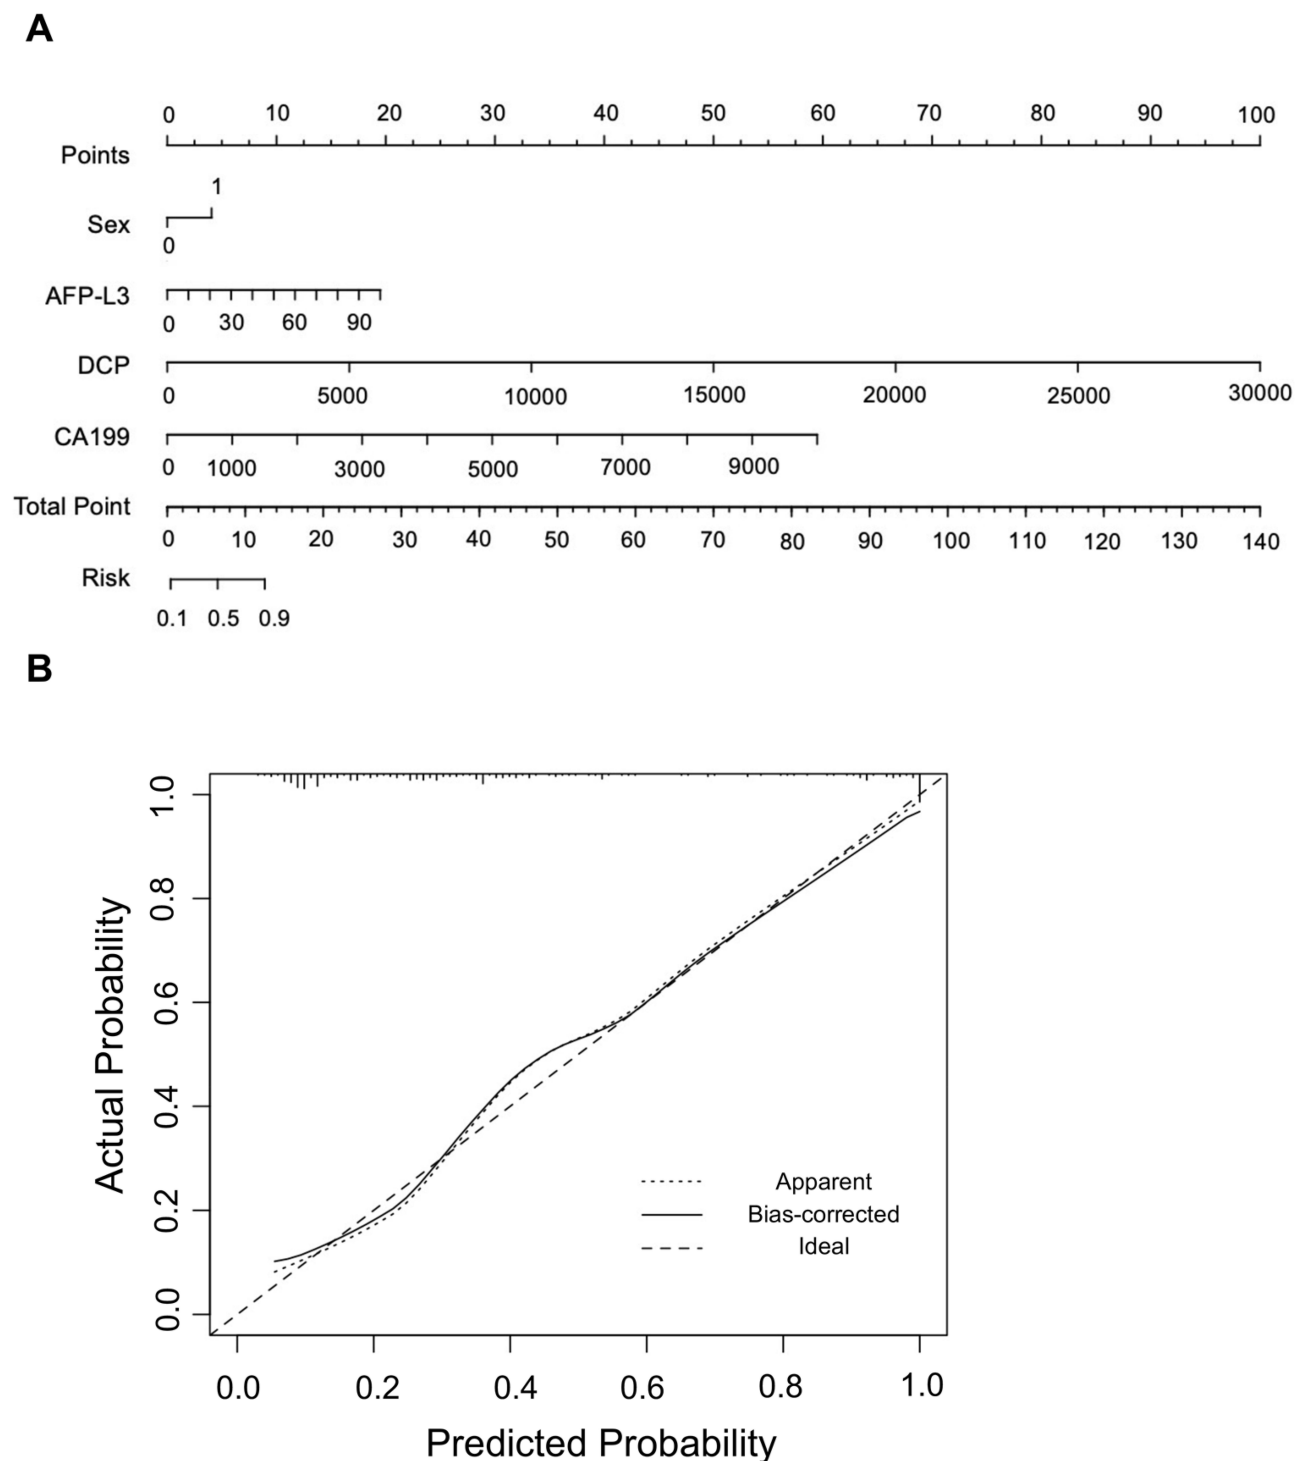 A
0 10 20 30 40 50 60 70 80 90 100
Points
1
Sex
0
AFP-L3
0 30 60 90
DCP
0 5000 10000 15000 20000 25000 30000
CA199
0 1000 3000 5000 7000 9000
Total Point
0 10 20 30 40 50 60 70 80 90 100 110 120 130 140
Risk
0.1 0.5 0.9
B
Actual Probability
1.0
0.8
0.6
0.4
0.2
0.0
Apparent
Bias-corrected
Ideal
0.0 0.2 0.4 0.6 0.8 1.0
Predicted Probability